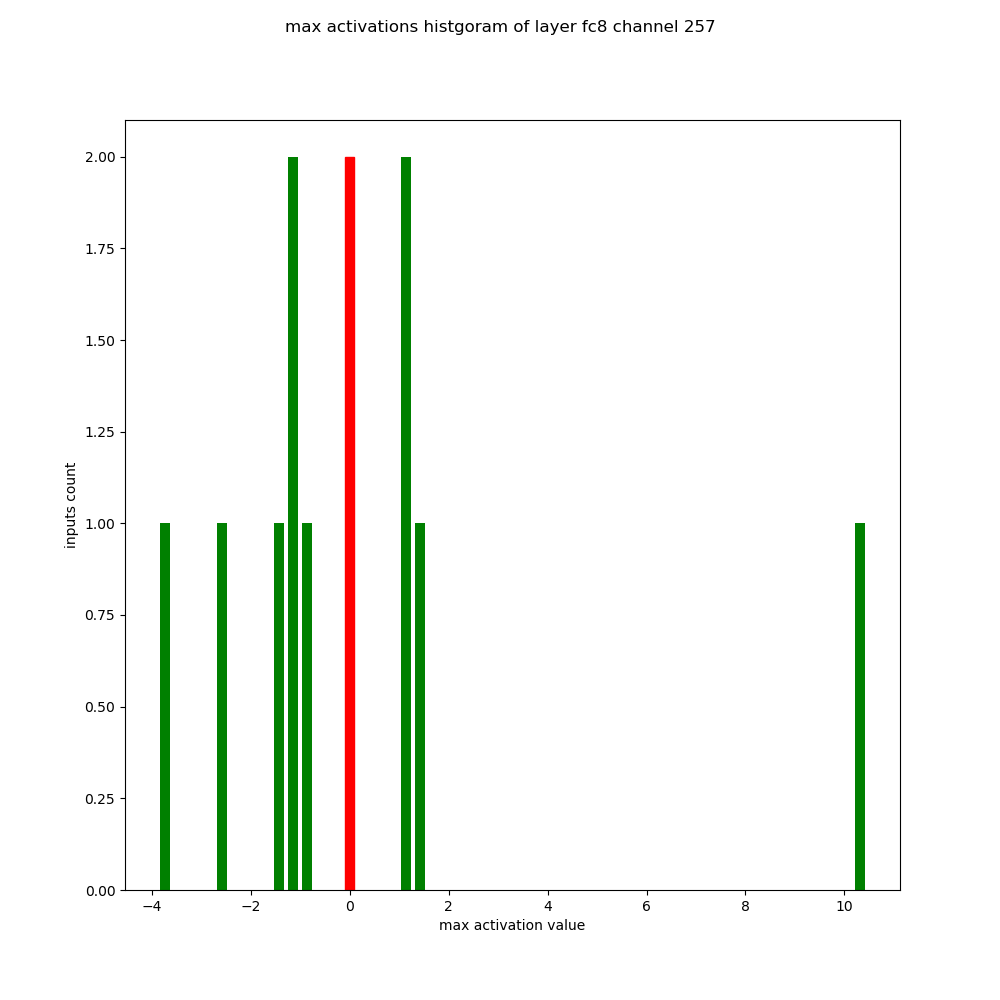 max activations histgoram of layer fc8 channel 257
2.00
1.75
1.50
1.25
1.00
0.75
0.50
0.25
0.00
inputs count
−4 −2 0 2 4 6 8 10
max activation value